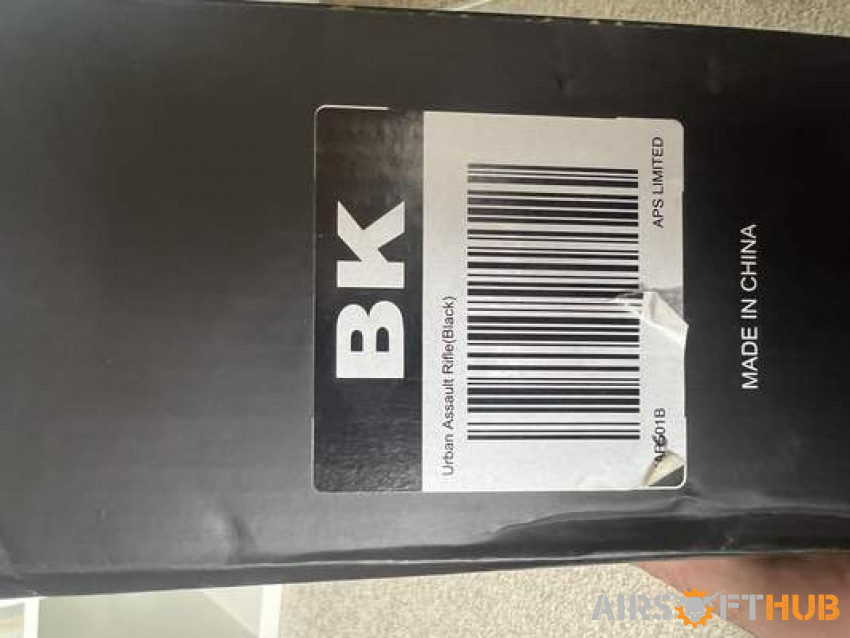 BK
Urban Assault Rifle(Black)
APS LIMITED
MADE IN CHINA
AIRSOFTHUB